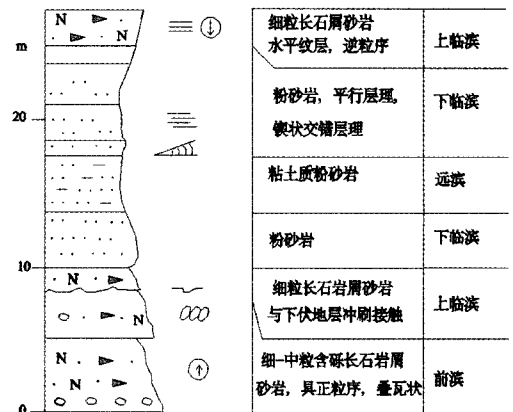 m
20
10
0
N
N
N
N
N
N
N
N
细粒长石屑砂岩
水平纹层，逆粒序
上临滨
粉砂岩，平行层理，
楔状交错层理
下临滨
粘土质粉砂岩
远滨
粉砂岩
下临滨
细粒长石岩屑砂岩
与下伏地层冲刷接触
上临滨
细-中粒含砾长石岩屑
砂岩，具正粒序，叠瓦状
前滨